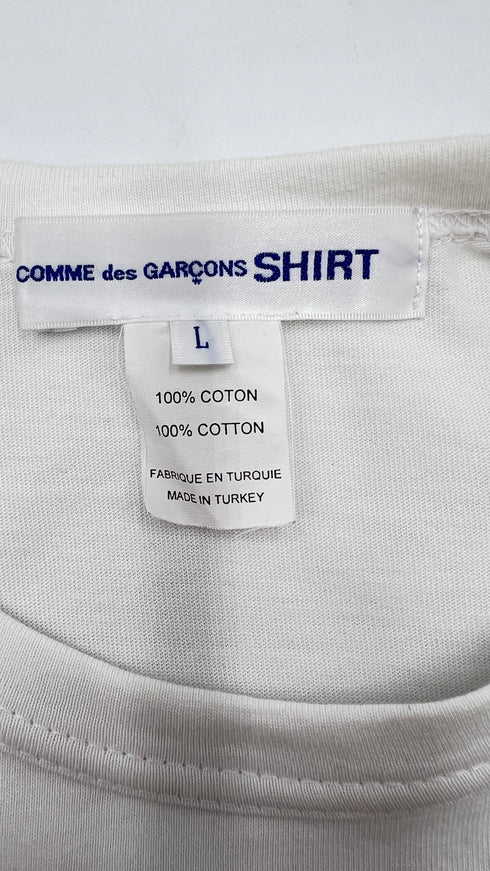 COMME des GARÇONS SHIRT
L
100% COTON
100% COTTON
FABRIQUE EN TURQUIE
MADE IN TURKEY